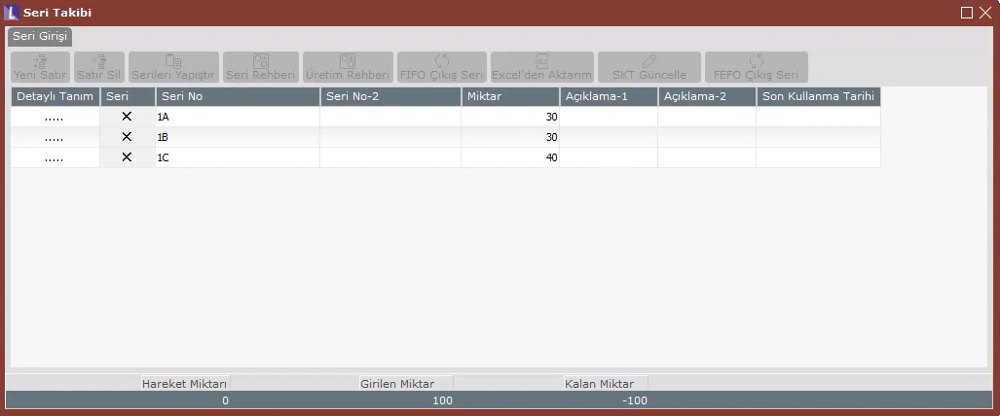 Seri Takibi
Seri Girişi
Yeni Satır Satır Sil Serileri Yapıştır Seri Rehberi Üretim Rehberi FIFO Çıkış Seri Excel'den Aktarım SKT Güncelle FEFO Çıkış Seri
Detaylı Tanım Seri Seri No Seri No-2 Miktar Açıklama-1 Açıklama-2 Son Kullanma Tarihi
..... 1A 30
..... 1B 30
..... 1C 40
Hareket Miktarı Girilen Miktar Kalan Miktar
0 100 -100